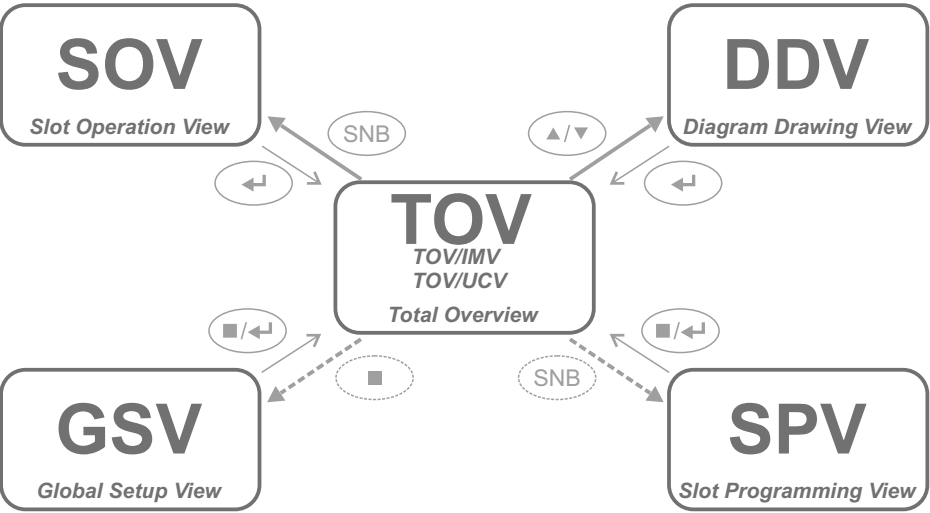 SOV
Slot Operation View
DDV
Diagram Drawing View
SNB
▲/▼
↵
↵
TOV
TOV/IMV
TOV/UCV
Total Overview
■/↵
■/↵
■
SNB
GSV
Global Setup View
SPV
Slot Programming View